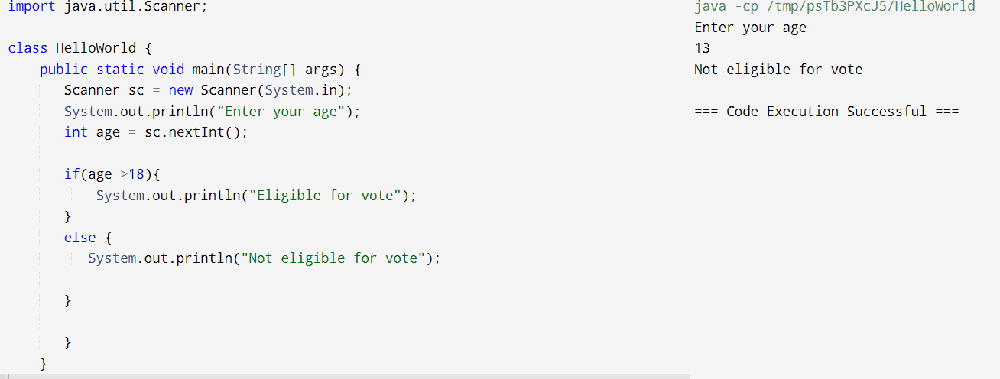 import java.util.Scanner;
class HelloWorld {
public static void main(String[] args) {
Scanner sc = new Scanner(System.in);
System.out.println("Enter your age");
int age = sc.nextInt();
if(age >18){
System.out.println("Eligible for vote");
}
else {
System.out.println("Not eligible for vote");
}
}
}
java -cp /tmp/psTb3PXcJ5/HelloWorld
Enter your age
13
Not eligible for vote
=== Code Execution Successful ===